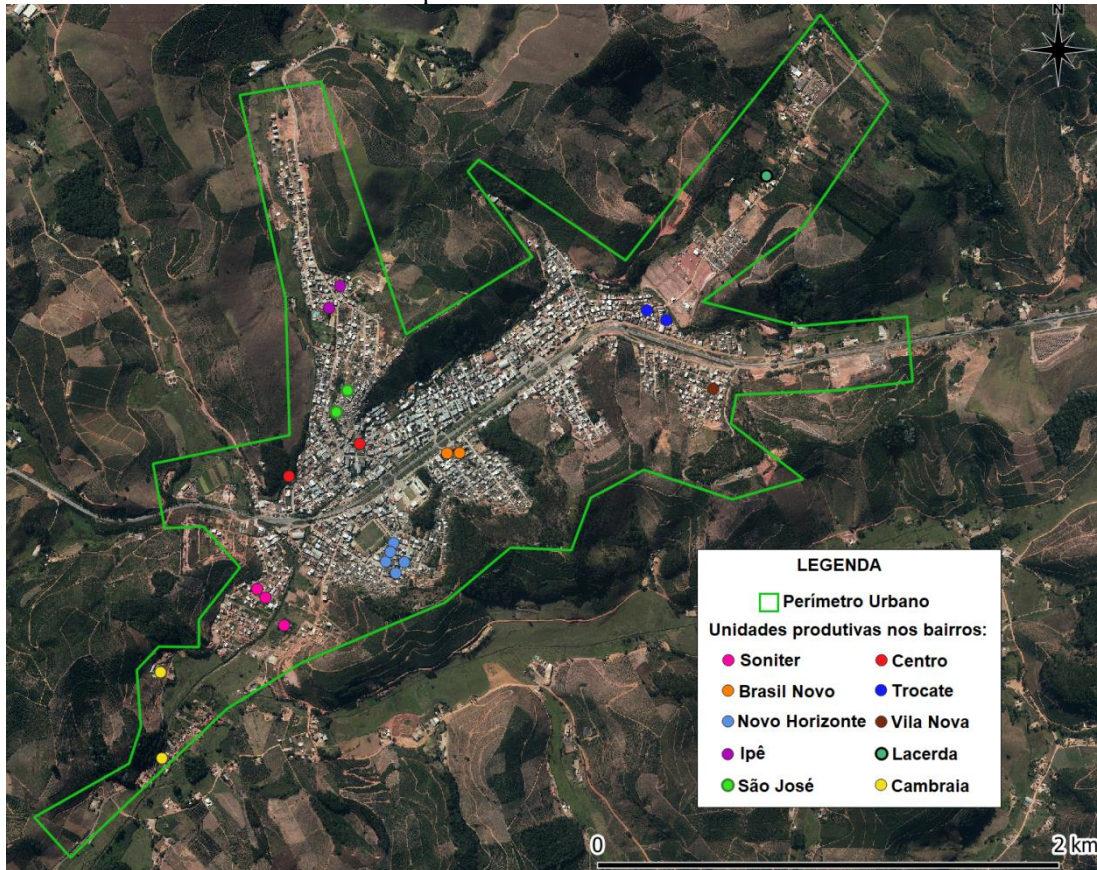 N
LEGENDA
Perímetro Urbano
Unidades produtivas nos bairros:
Soniter
Centro
Brasil Novo
Trocate
Novo Horizonte
Vila Nova
Ipê
Lacerda
São José
Cambraia
0
2 km